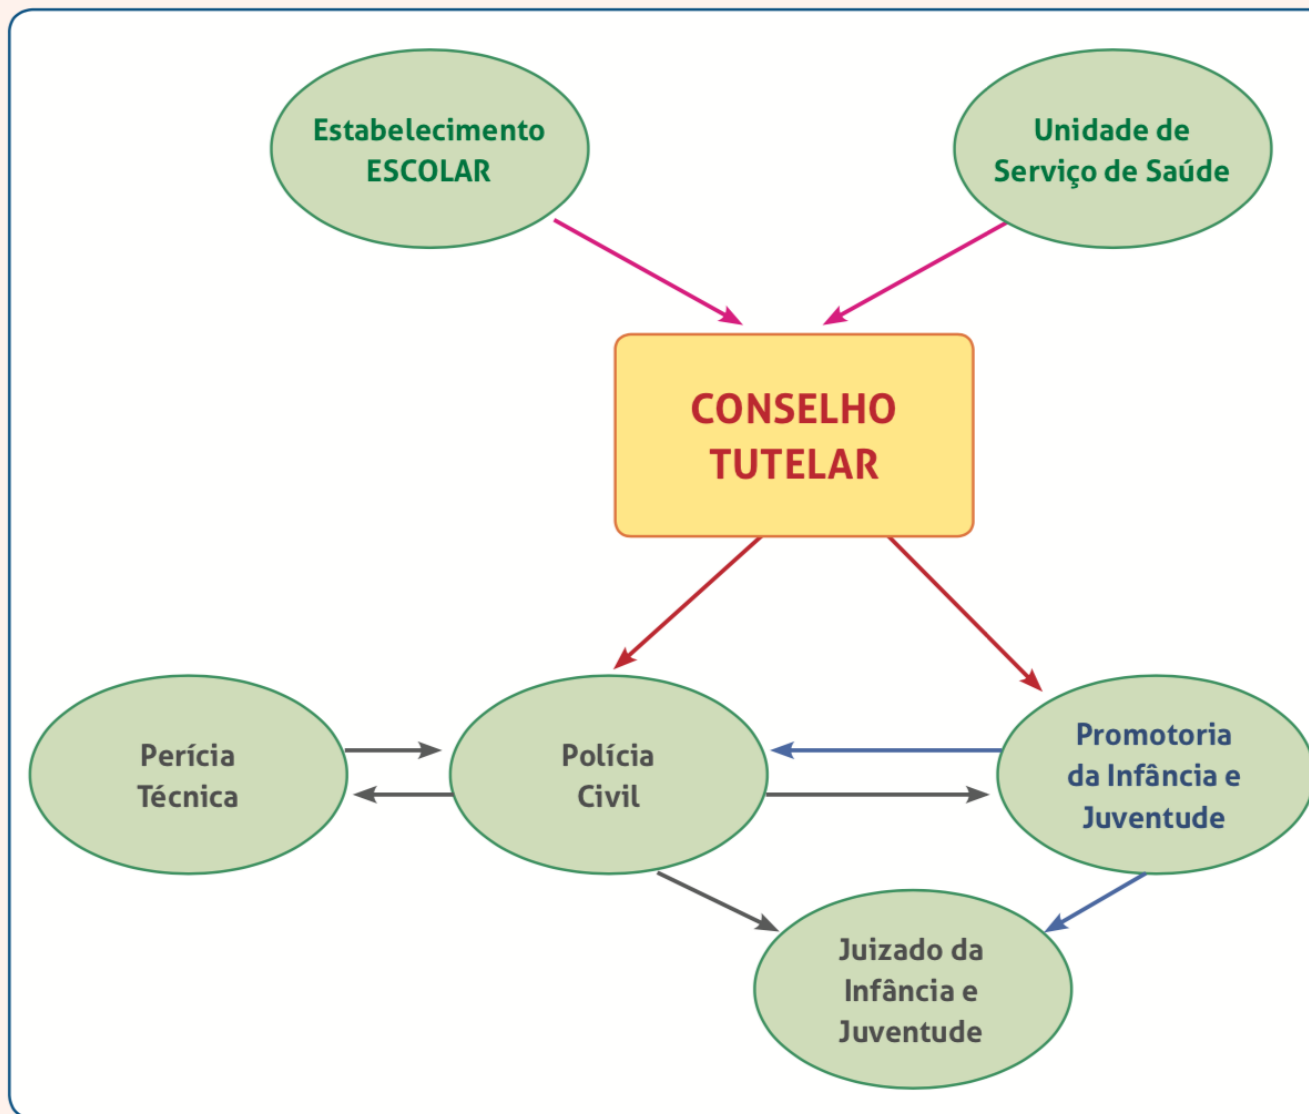 Estabelecimento
ESCOLAR
Unidade de
Serviço de Saúde
CONSELHO
TUTELAR
Perícia
Técnica
Polícia
Civil
Promotoria
da Infância e
Juventude
Juizado da
Infância e
Juventude